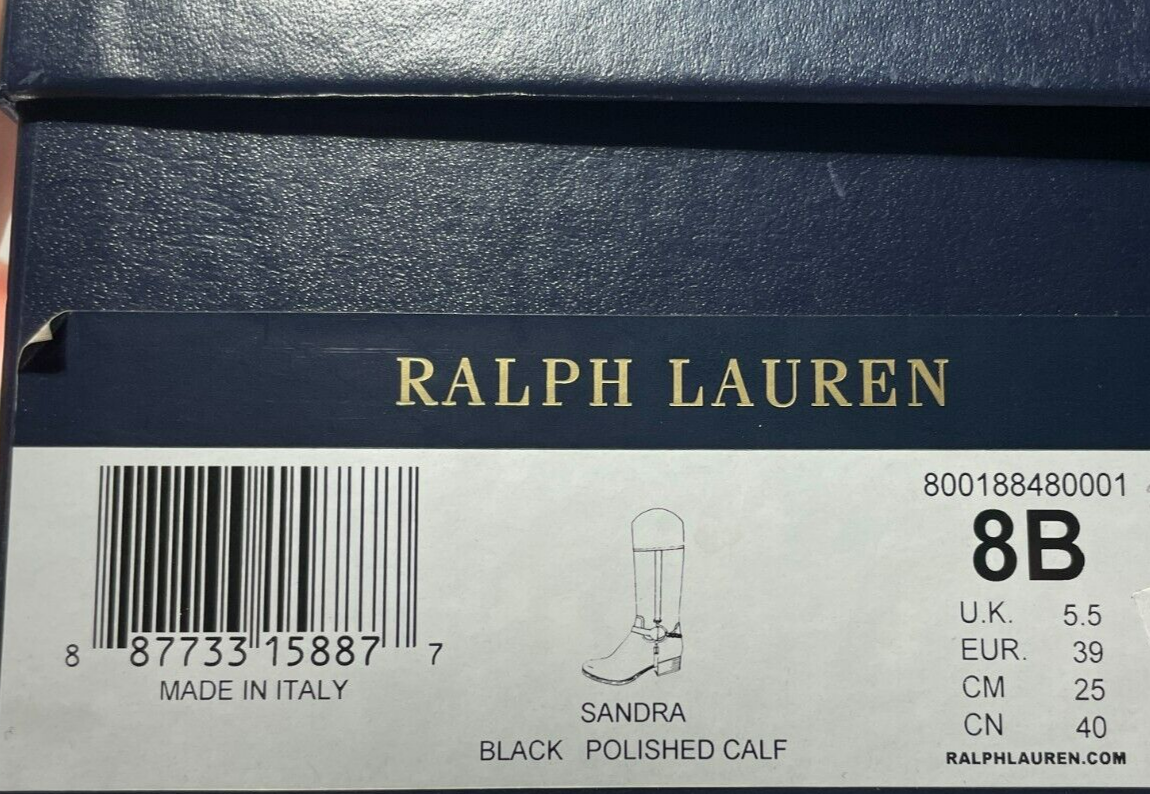 RALPH LAUREN
8 87733 15887 7
MADE IN ITALY
SANDRA
BLACK POLISHED CALF
800188480001
8B
U.K. 5.5
EUR. 39
CM 25
CN 40
RALPHLAUREN.COM